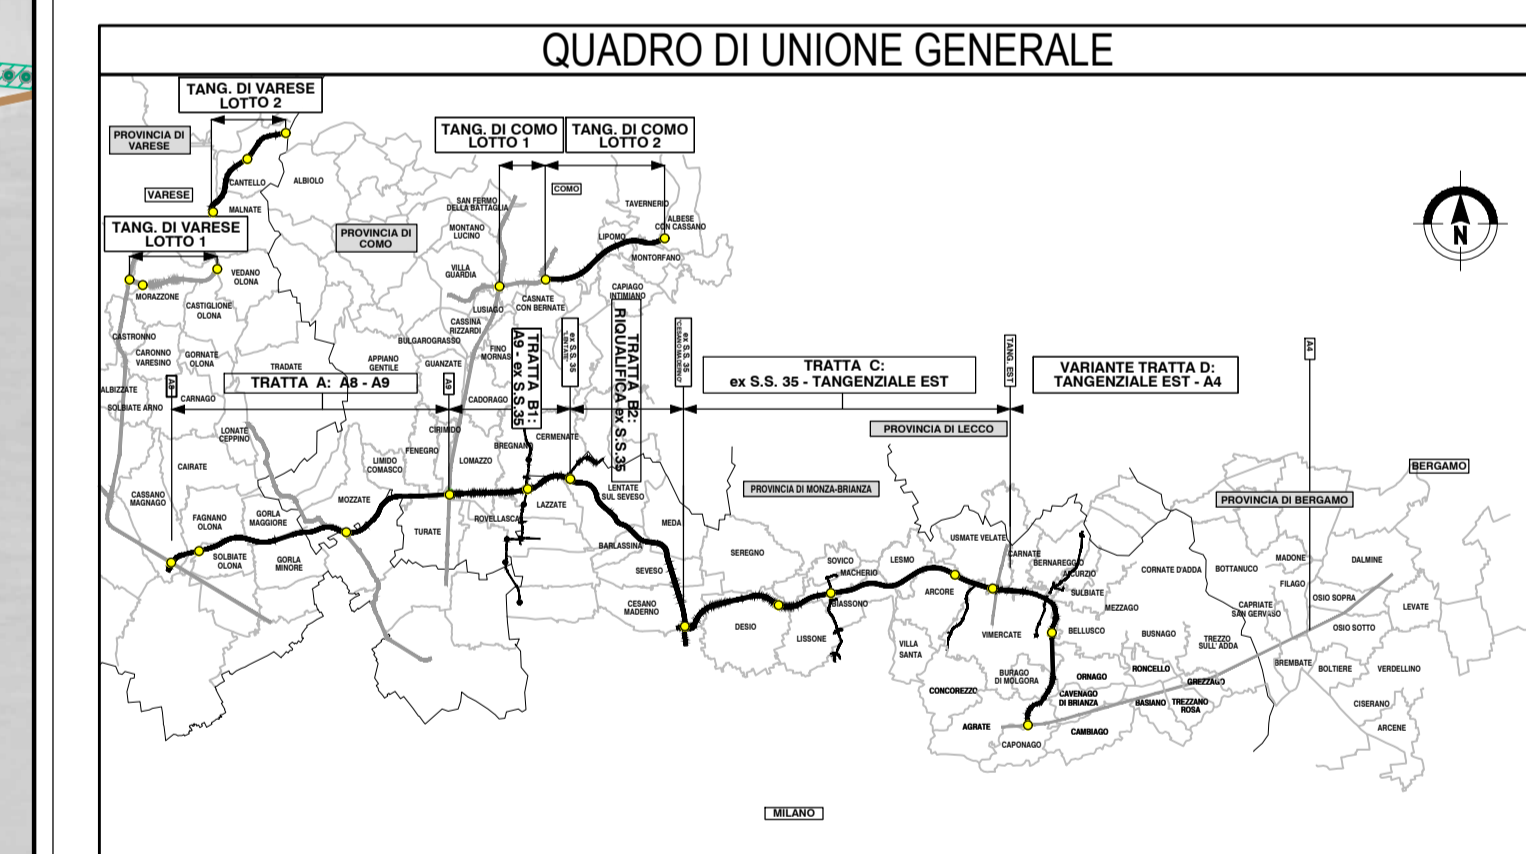 QUADRO DI UNIONE GENERALE
TANG. DI VARESE
LOTTO 2
PROVINCIA DI
VARESE
TANG. DI COMO
LOTTO 1
TANG. DI COMO
LOTTO 2
CANTELLO
ALBIOLO
VARESE
MALNATE
COMO
SAN FERMO
DELLA BATTAGLIA
TAVERNERIO
ALBESE
CON CASSANO
TANG. DI VARESE
LOTTO 1
PROVINCIA DI
COMO
MONTANO
LUCINO
LIPOMO
MONTORFANO
N
VEDANO
OLONA
VILLA
GUARDIA
MORAZZONE
CASTIGLIONE
OLONA
CASNATE
CON BERNATE
CAPIAGO
INTIMIANO
LUSIAGO
CASSINA
RIZZARDI
CASTRONNO
BULGAROGRASSO
FINO
MORNAS
CARONNO
VARESINO
GORNATE
OLONA
TRADATE
APPIANO
GENTILE
GUANZATE
TRATTA B1:
A9 - ex S.S.35
ex S.S. 35
TRATTA B2:
RIQUALIFICA ex S.S.35
ex S.S. 35
TANG. EST
A4
ALBIZZATE
A8
TRATTA A: A8 - A9
A9
TRATTA C:
ex S.S. 35 - TANGENZIALE EST
VARIANTE TRATTA D:
TANGENZIALE EST - A4
SOLBIATE ARNO
CARNAGO
CADORAGO
LONATE
CEPPINO
CIRIMIDO
PROVINCIA DI LECCO
FENEGRO
BREGNANO
CERMENATE
CAIRATE
LIMIDO
COMASCO
LOMAZZO
BERGAMO
CASSANO
MAGNAGO
MOZZATE
LENTATE
SUL SEVESO
PROVINCIA DI MONZA-BRIANZA
PROVINCIA DI BERGAMO
FAGNANO
OLONA
GORLA
MAGGIORE
TURATE
ROVELLASCA
LAZZATE
MEDA
SOLBIATE
OLONA
GORLA
MINORE
BARLASSINA
SEVESO
SEREGNO
SOVICO
MACHERIO
LESMO
USMATE VELATE
CARNATE
BERNAREGGIO
AICURZIO
CORNATE D'ADDA
BOTTANUCO
MADONE
DALMINE
FILAGO
CESANO
MADERNO
BIASSONO
ARCORE
SULBIATE
MEZZAGO
CAPRIATE
SAN GERVASO
OSIO SOPRA
LEVATE
DESIO
LISSONE
VILLA
SANTA
VIMERCATE
BELLUSCO
BUSNAGO
TREZZO
SULL' ADDA
OSIO SOTTO
BURAGO
DI MOLGORA
ORNAGO
RONCELLO
GREZZAGO
BREMBATE
BOLTIERE
VERDELLINO
CONCOREZZO
CAVENAGO
DI BRIANZA
BASIANO
TREZZANO
ROSA
CISERANO
AGRATE
CAMBIAGO
ARCENE
CAPONAGO
MILANO